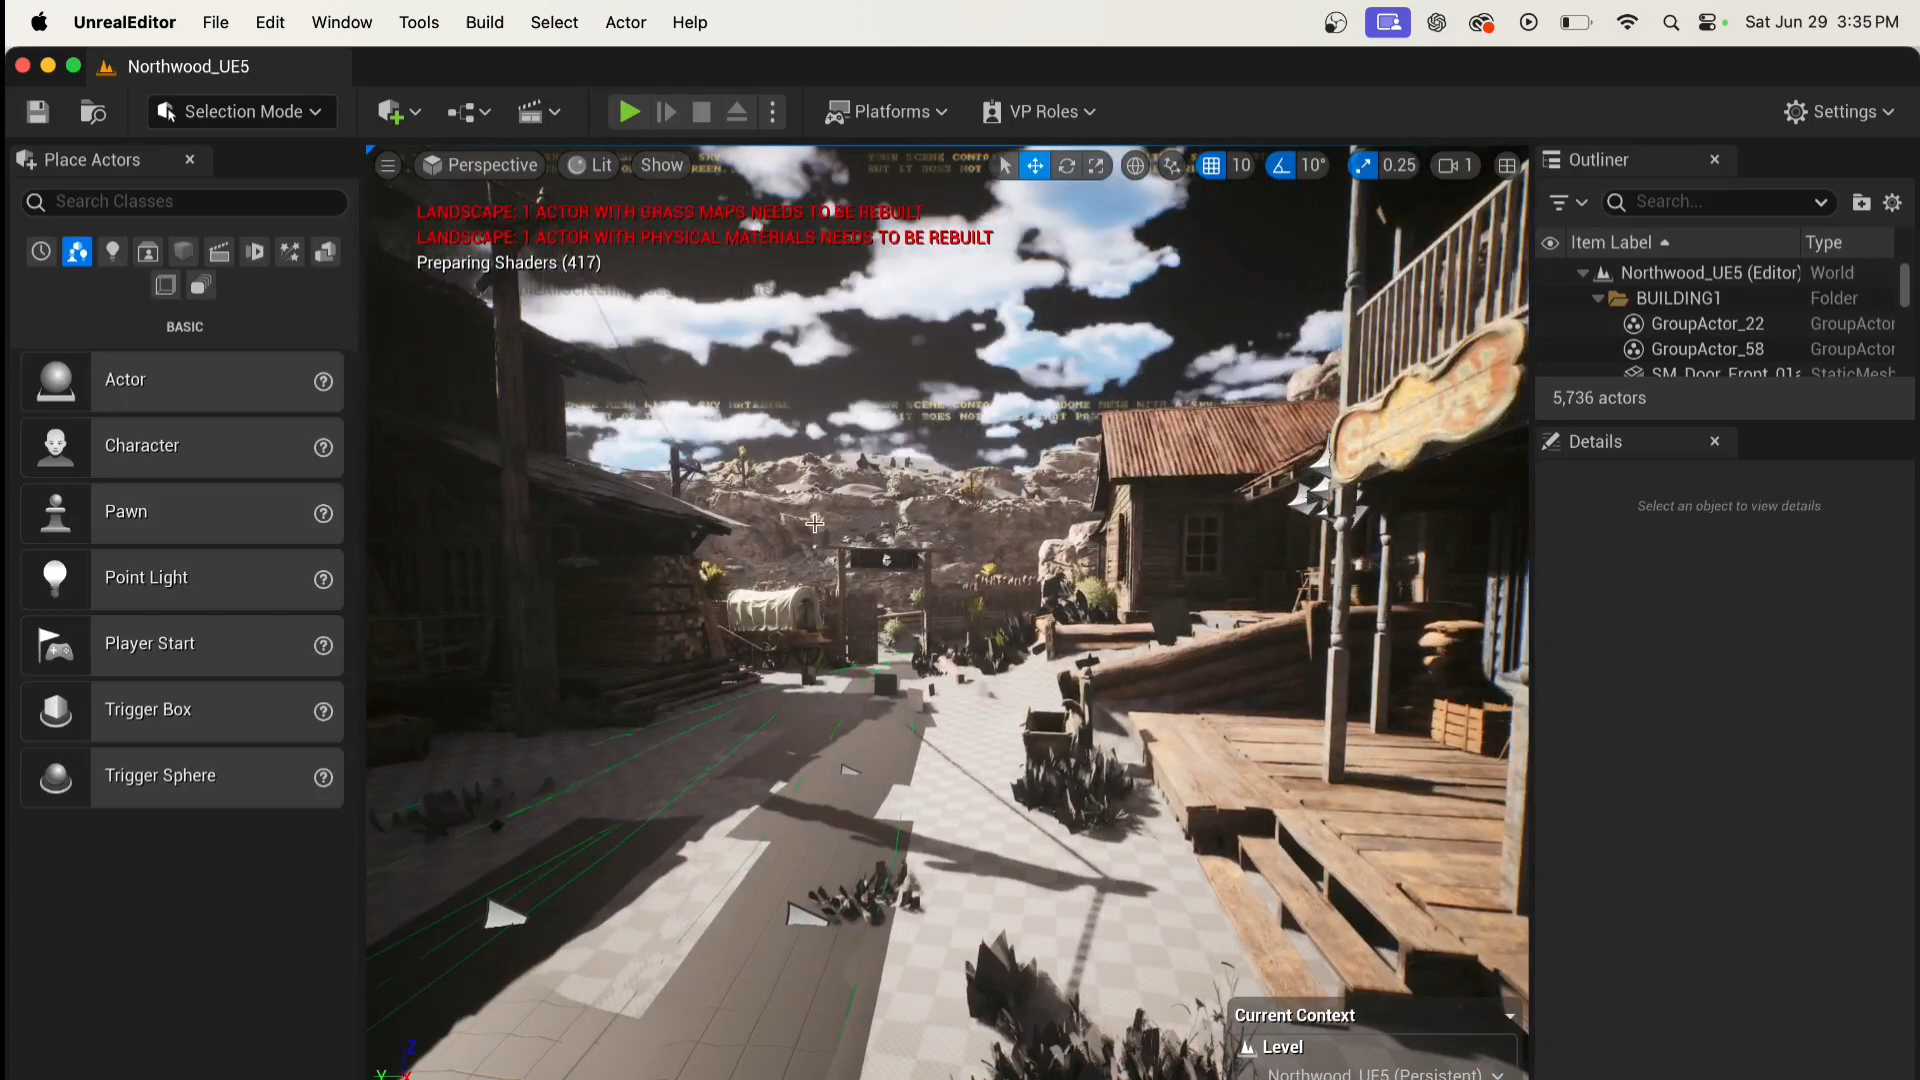 UnrealEditor File Edit Window Tools Build Select Actor Help
Sat Jun 29 3:35 PM
Northwood_UE5
Selection Mode
Platforms
VP Roles
Settings
Place Actors
Perspective Lit Show
10 10° 0.25 1
Outliner
Search Classes
Search...
LANDSCAPE: 1 ACTOR WITH GRASS MAPS NEEDS TO BE REBUILT
LANDSCAPE: 1 ACTOR WITH PHYSICAL MATERIALS NEEDS TO BE REBUILT
Preparing Shaders (417)
Item Label Type
Northwood_UE5 (Editor) World
BUILDING1 Folder
GroupActor_22 GroupActor
GroupActor_58 GroupActor
SM_Door_Front_01a StaticMesh
5,736 actors
BASIC
Actor
Character
Pawn
Point Light
Player Start
Trigger Box
Trigger Sphere
Details
Select an object to view details.
Current Context
Level
Northwood_UE5 (Persistent)
Z
Y X